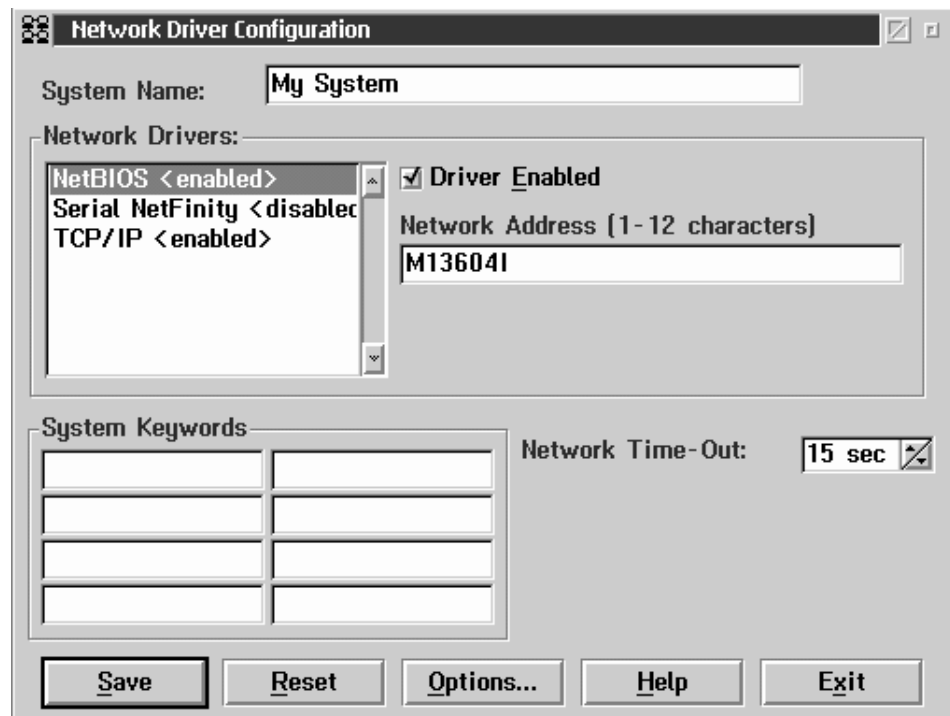 Network Driver Configuration
System Name: My System
Network Drivers:
NetBIOS <enabled>
Serial NetFinity <disabled
TCP/IP <enabled>
Driver Enabled
Network Address (1-12 characters)
M13604I
System Keywords
Network Time-Out: 15 sec
Save Reset Options... Help Exit